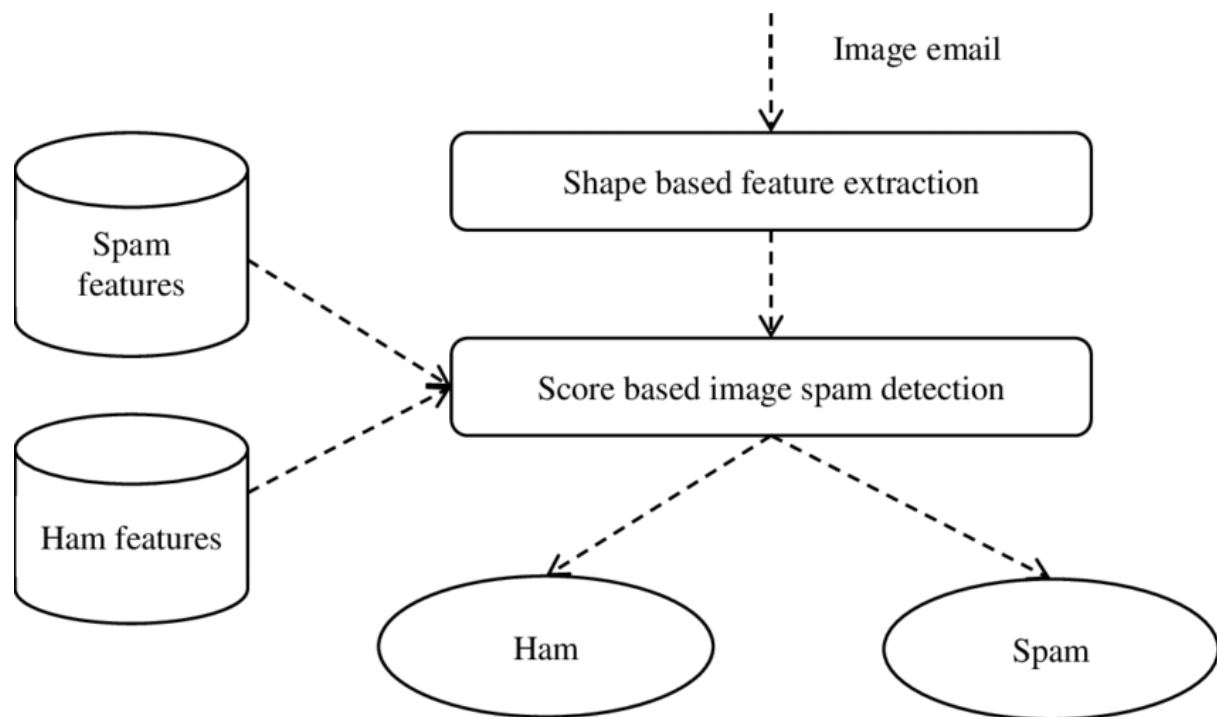 Image email
Shape based feature extraction
Spam
features
Score based image spam detection
Ham features
Ham
Spam